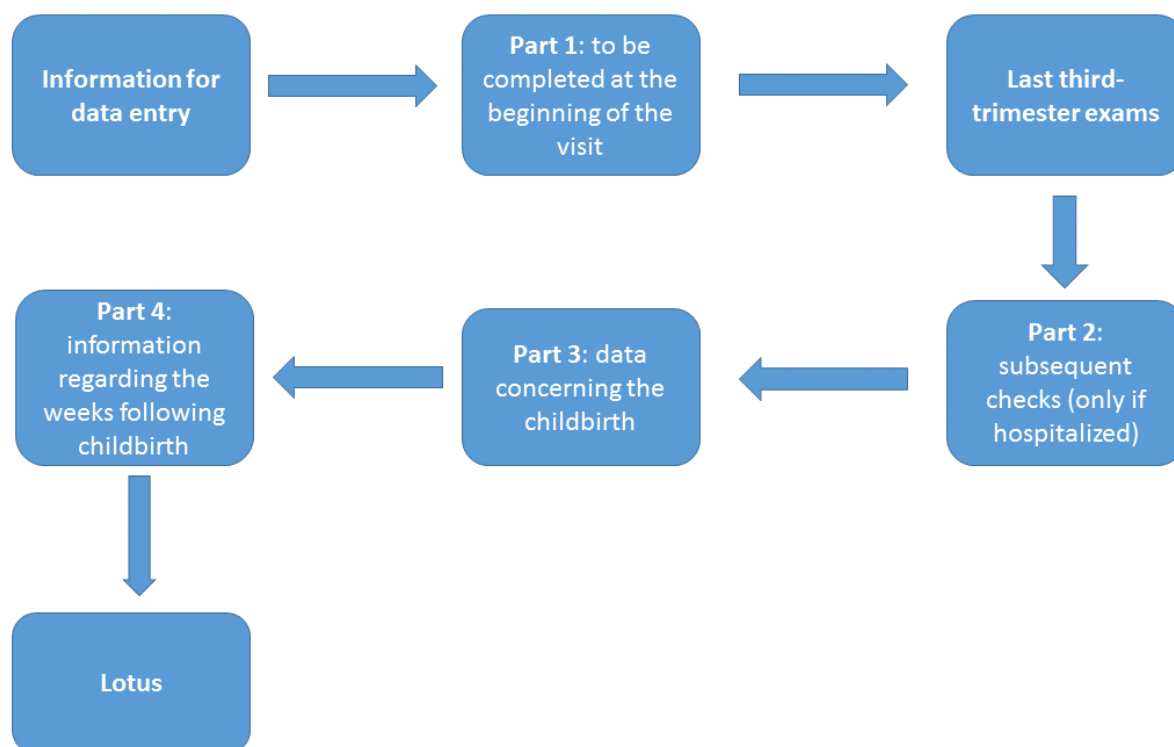 Information for
data entry
Part 1: to be
completed at the
beginning of the
visit
Last third-
trimester exams
Part 2:
subsequent
checks (only if
hospitalized)
Part 3: data
concerning the
childbirth
Part 4:
information
regarding the
weeks following
childbirth
Lotus